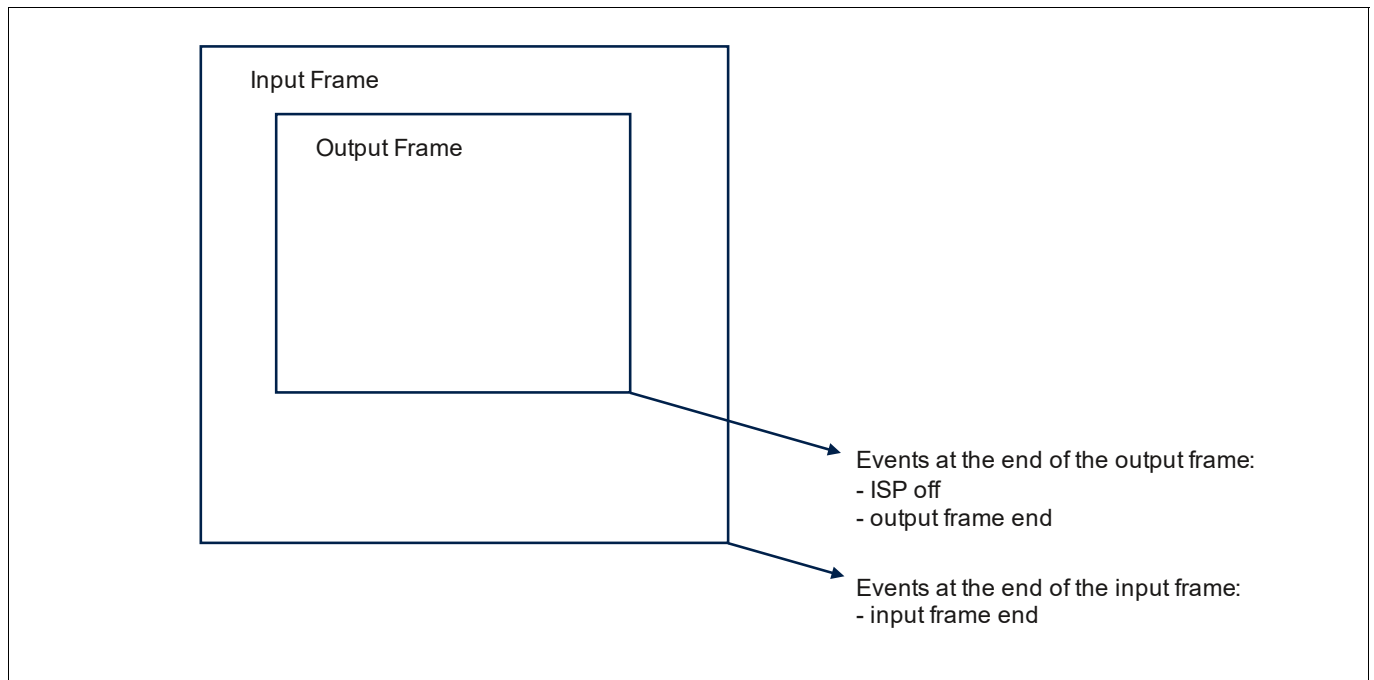 Input Frame
Output Frame
Events at the end of the output frame:
- ISP off
- output frame end
Events at the end of the input frame:
- input frame end